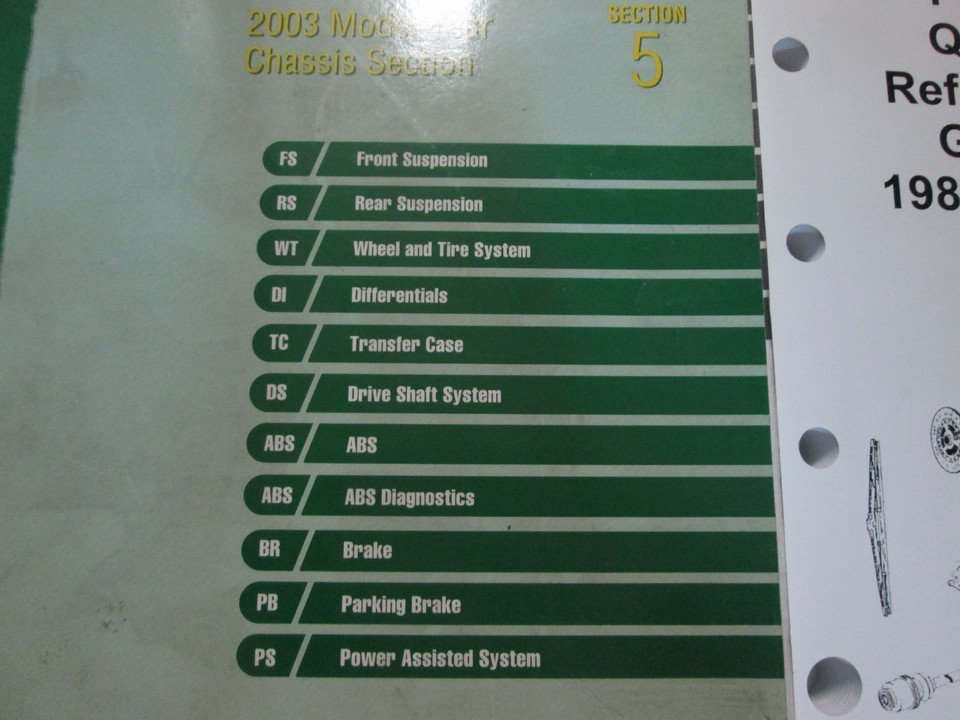 2003 Model Year
Chassis Section
SECTION
5
FS Front Suspension
RS Rear Suspension
WT Wheel and Tire System
DI Differentials
TC Transfer Case
DS Drive Shaft System
ABS ABS
ABS ABS Diagnostics
BR Brake
PB Parking Brake
PS Power Assisted System
Q
Ref
G
198